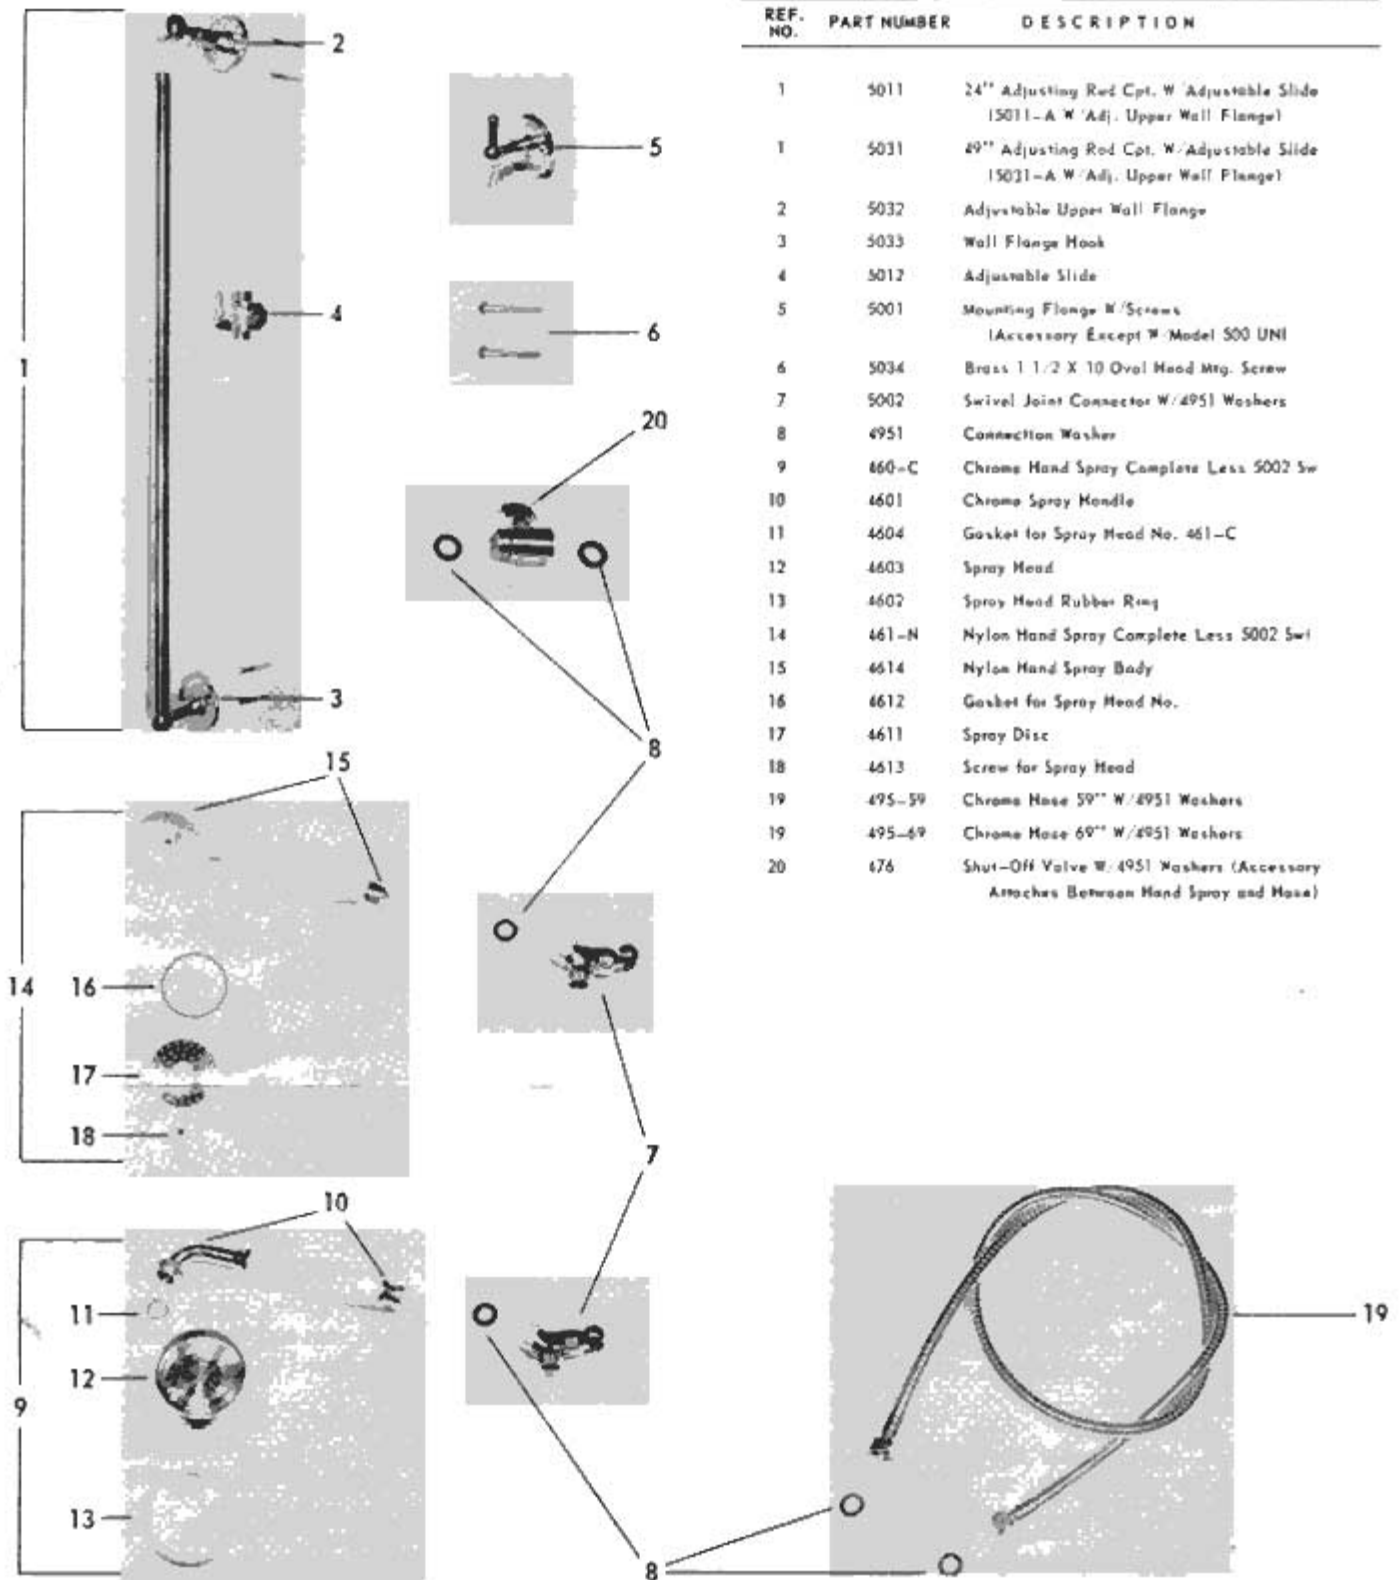 REF. NO. PART NUMBER DESCRIPTION
1 5011 24" Adjusting Rod Cpt. W/Adjustable Slide
(5011-A W/Adj. Upper Wall Flange)
1 5031 49" Adjusting Rod Cpt. W/Adjustable Slide
(5031-A W/Adj. Upper Wall Flange)
2 5032 Adjustable Upper Wall Flange
3 5033 Wall Flange Hook
4 5012 Adjustable Slide
5 5001 Mounting Flange W/Screws
(Accessory Except W/Model 500 UNI
6 5034 Brass 1 1/2 X 10 Oval Head Mtg. Screw
7 5002 Swivel Joint Connector W/4951 Washers
8 4951 Connection Washer
9 460-C Chrome Hand Spray Complete Less 5002 Sw
10 4601 Chrome Spray Handle
11 4604 Gasket for Spray Head No. 461-C
12 4603 Spray Head
13 4602 Spray Head Rubber Ring
14 461-N Nylon Hand Spray Complete Less 5002 Swi
15 4614 Nylon Hand Spray Body
16 4612 Gasket for Spray Head No.
17 4611 Spray Disc
18 4613 Screw for Spray Head
19 495-59 Chrome Hose 59" W/4951 Washers
19 495-69 Chrome Hose 69" W/4951 Washers
20 476 Shut-Off Valve W/4951 Washers (Accessory
Attaches Between Hand Spray and Hose)
1
2
4
3
5
6
20
8
15
14
16
17
18
7
10
9
11
12
13
8
19